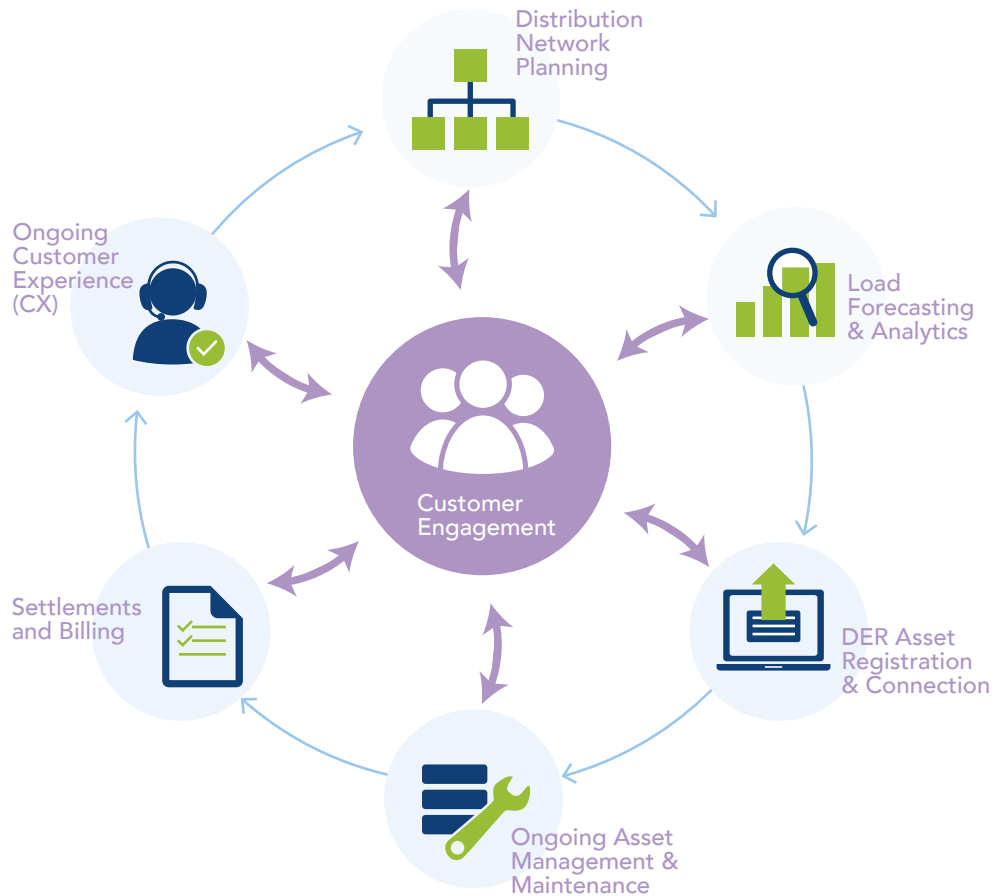 Distribution
Network
Planning
Load
Forecasting
& Analytics
DER Asset
Registration
& Connection
Ongoing Asset
Management &
Maintenance
Settlements
and Billing
Ongoing
Customer
Experience
(CX)
Customer
Engagement